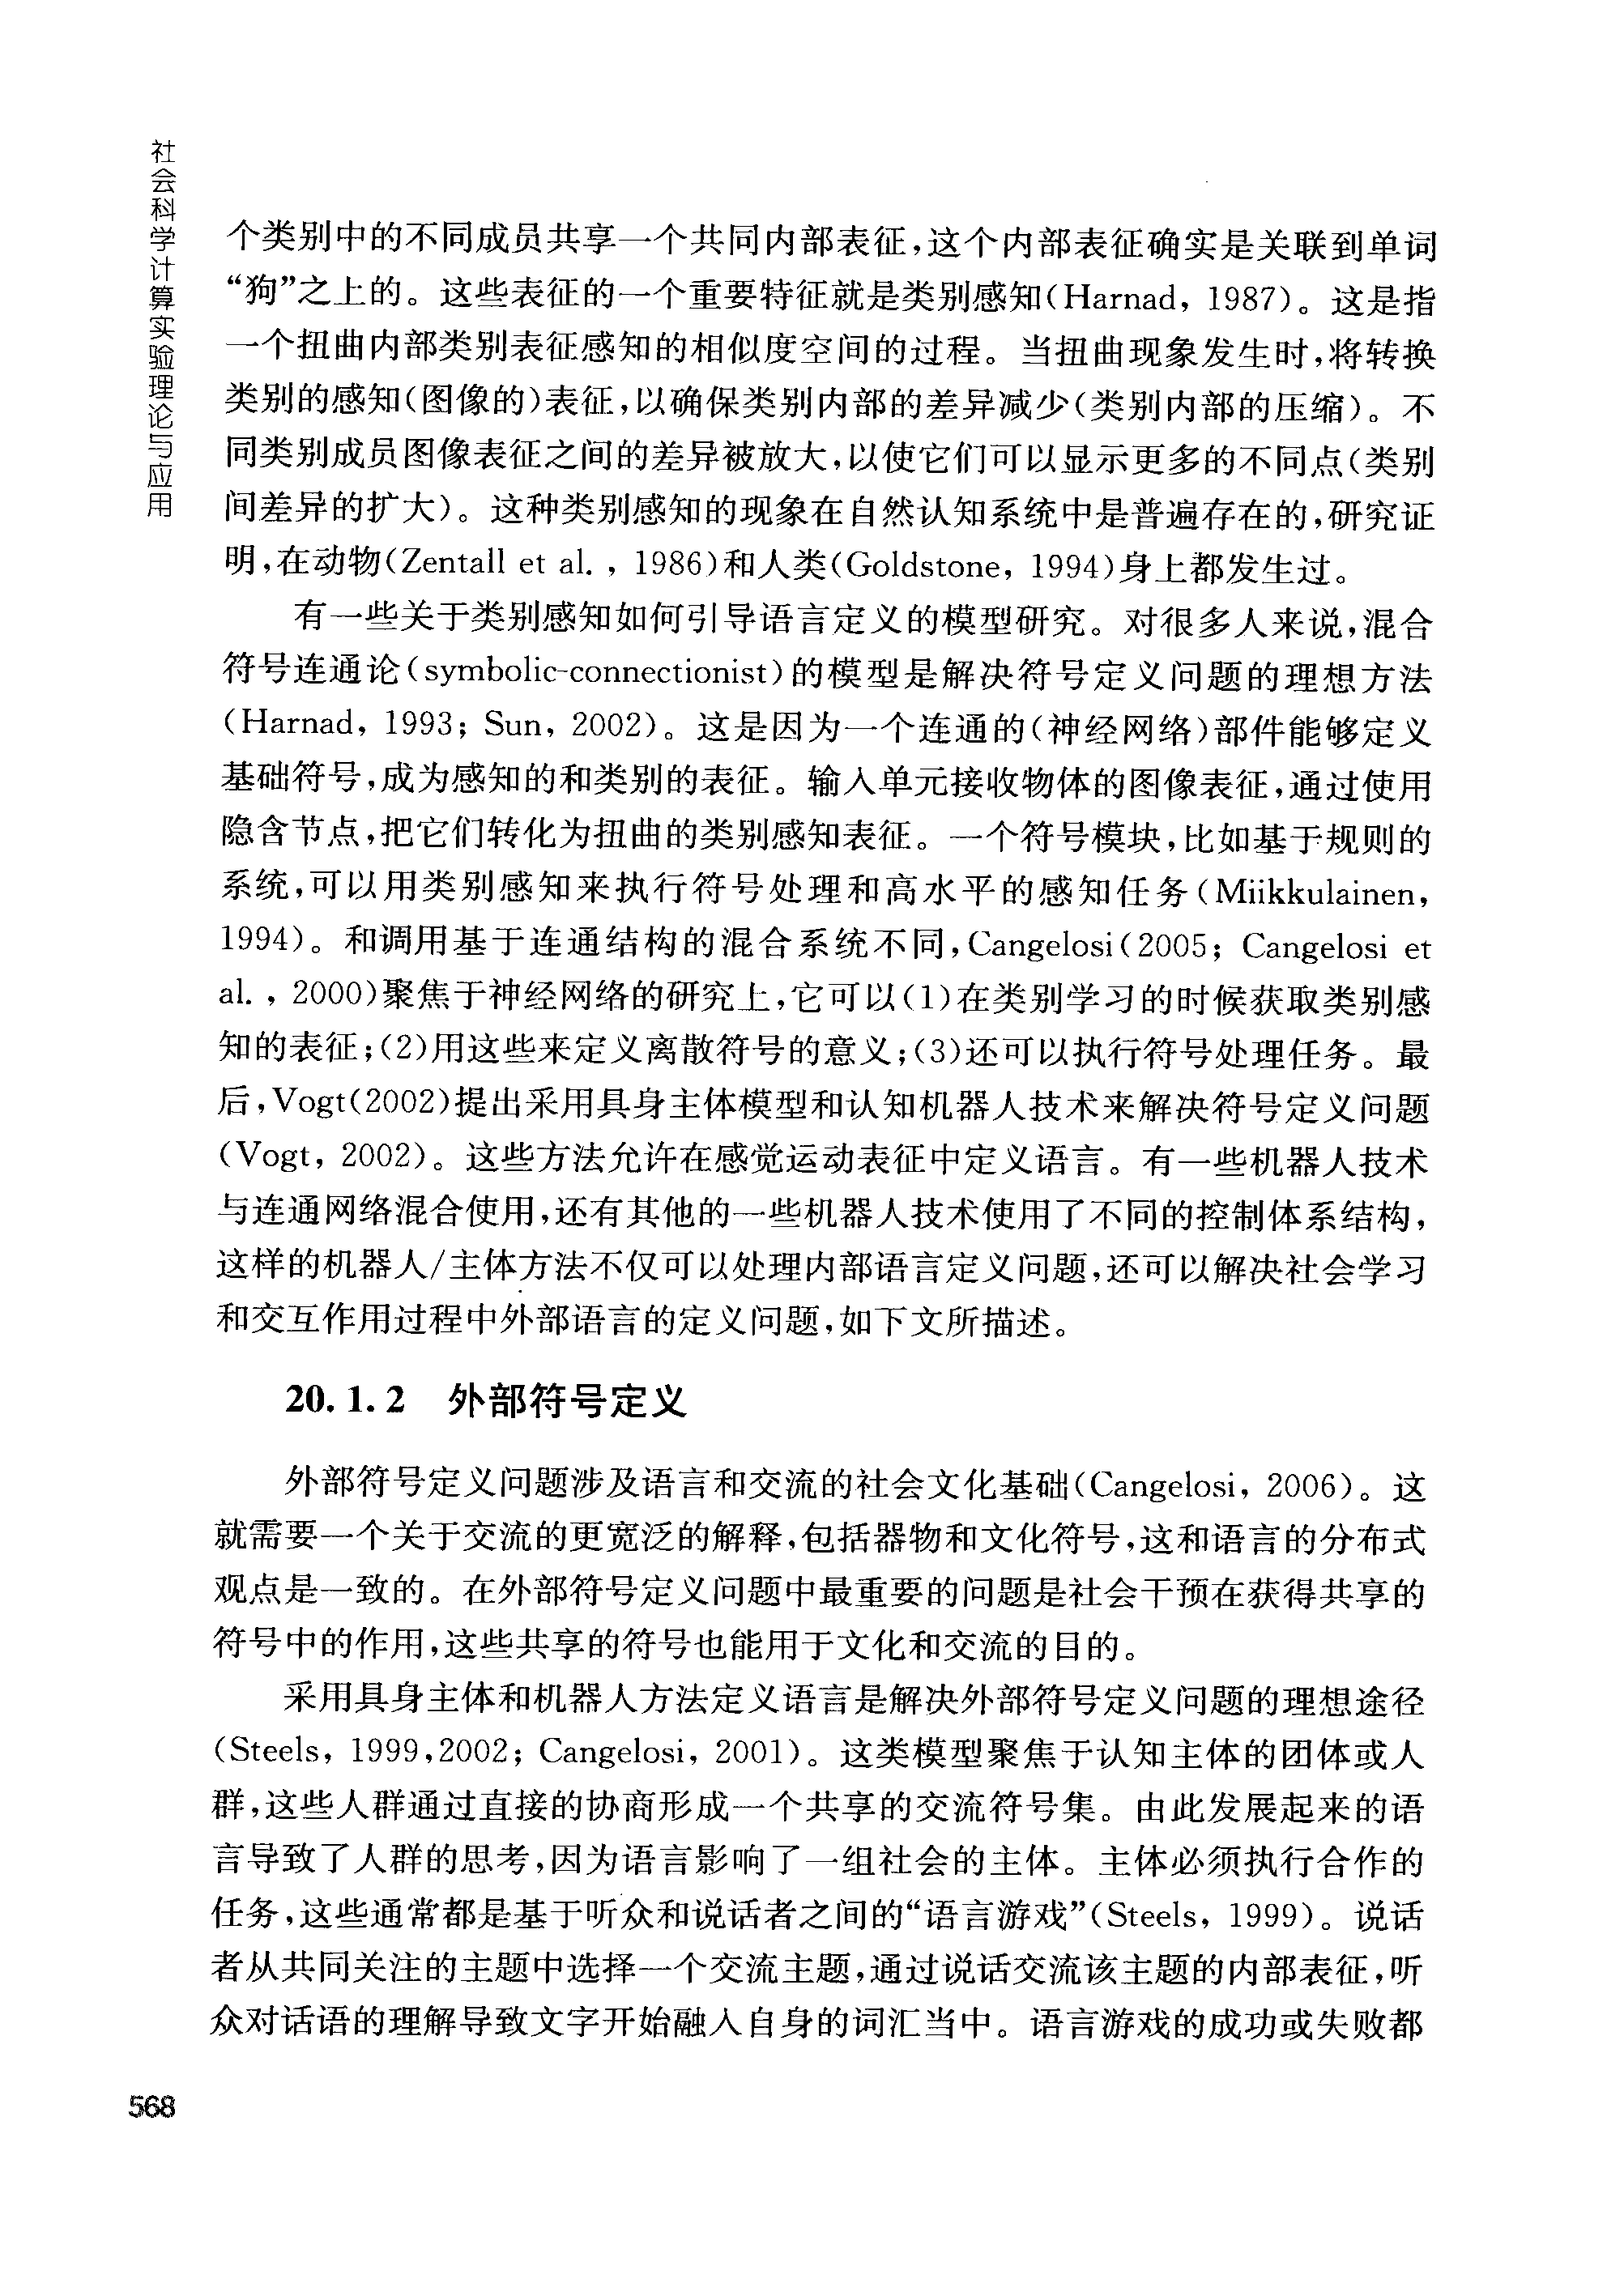 社会科学计算实验理论与应用
个类别中的不同成员共享一个共同内部表征,这个内部表征确实是关联到单词
“狗”之上的。这些表征的一个重要特征就是类别感知(Harnad, 1987)。这是指
一个扭曲内部类别表征感知的相似度空间的过程。当扭曲现象发生时,将转换
类别的感知(图像的)表征,以确保类别内部的差异减少(类别内部的压缩)。不
同类别成员图像表征之间的差异被放大,以使它们可以显示更多的不同点(类别
间差异的扩大)。这种类别感知的现象在自然认知系统中是普遍存在的,研究证
明,在动物(Zentall et al. , 1986)和人类(Goldstone, 1994)身上都发生过。
有一些关于类别感知如何引导语言定义的模型研究。对很多人来说,混合
符号连通论(symbolic-connectionist)的模型是解决符号定义问题的理想方法
(Harnad, 1993; Sun, 2002)。这是因为一个连通的(神经网络)部件能够定义
基础符号,成为感知的和类别的表征。输入单元接收物体的图像表征,通过使用
隐含节点,把它们转化为扭曲的类别感知表征。一个符号模块,比如基于规则的
系统,可以用类别感知来执行符号处理和高水平的感知任务(Miikkulainen,
1994)。和调用基于连通结构的混合系统不同,Cangelosi(2005; Cangelosi et
al. , 2000)聚焦于神经网络的研究上,它可以(1)在类别学习的时候获取类别感
知的表征;(2)用这些来定义离散符号的意义;(3)还可以执行符号处理任务。最
后,Vogt(2002)提出采用具身主体模型和认知机器人技术来解决符号定义问题
(Vogt, 2002)。这些方法允许在感觉运动表征中定义语言。有一些机器人技术
与连通网络混合使用,还有其他的一些机器人技术使用了不同的控制体系结构,
这样的机器人/主体方法不仅可以处理内部语言定义问题,还可以解决社会学习
和交互作用过程中外部语言的定义问题,如下文所描述。
20. 1. 2 外部符号定义
外部符号定义问题涉及语言和交流的社会文化基础(Cangelosi, 2006)。这
就需要一个关于交流的更宽泛的解释,包括器物和文化符号,这和语言的分布式
观点是一致的。在外部符号定义问题中最重要的问题是社会干预在获得共享的
符号中的作用,这些共享的符号也能用于文化和交流的目的。
采用具身主体和机器人方法定义语言是解决外部符号定义问题的理想途径
(Steels, 1999,2002; Cangelosi, 2001)。这类模型聚焦于认知主体的团体或人
群,这些人群通过直接的协商形成一个共享的交流符号集。由此发展起来的语
言导致了人群的思考,因为语言影响了一组社会的主体。主体必须执行合作的
任务,这些通常都是基于听众和说话者之间的“语言游戏”(Steels, 1999)。说话
者从共同关注的主题中选择一个交流主题,通过说话交流该主题的内部表征,听
众对话语的理解导致文字开始融入自身的词汇当中。语言游戏的成功或失败都
568